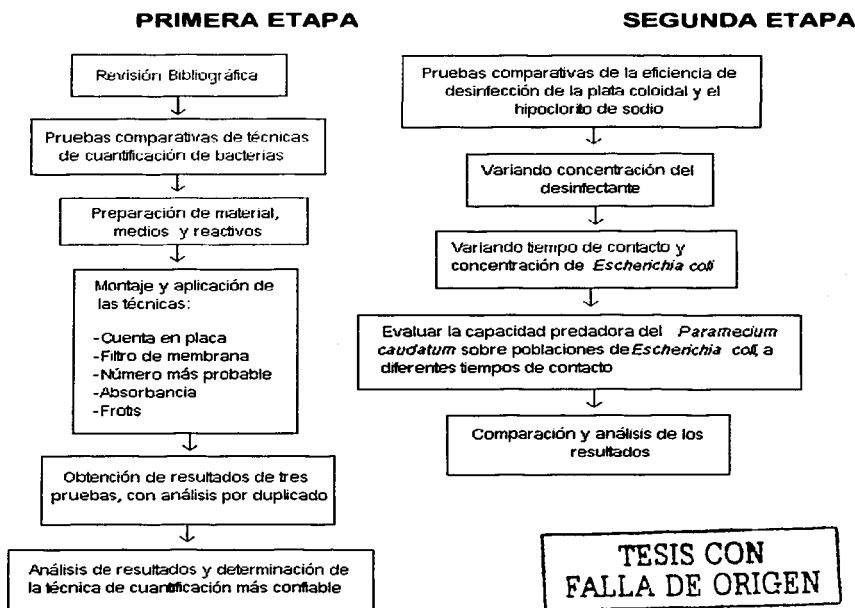 PRIMERA ETAPA
Revisión Bibliográfica
Pruebas comparativas de técnicas
de cuantificación de bacterias
Preparación de material,
medios y reactivos
Montaje y aplicación de
las técnicas:
-Cuenta en placa
-Filtro de membrana
-Número más probable
-Absorbancia
-Frotis
Obtención de resultados de tres
pruebas, con análisis por duplicado
Análisis de resultados y determinación de
la técnica de cuantificación más confiable
SEGUNDA ETAPA
Pruebas comparativas de la eficiencia de
desinfección de la plata coloidal y el
hipoclorito de sodio
Variando concentración del
desinfectante
Variando tiempo de contacto y
concentración de Escherichia coli
Evaluar la capacidad predadora del Paramecium
caudatum sobre poblaciones de Escherichia coli, a
diferentes tiempos de contacto
Comparación y análisis de los
resultados
TESIS CON
FALLA DE ORIGEN